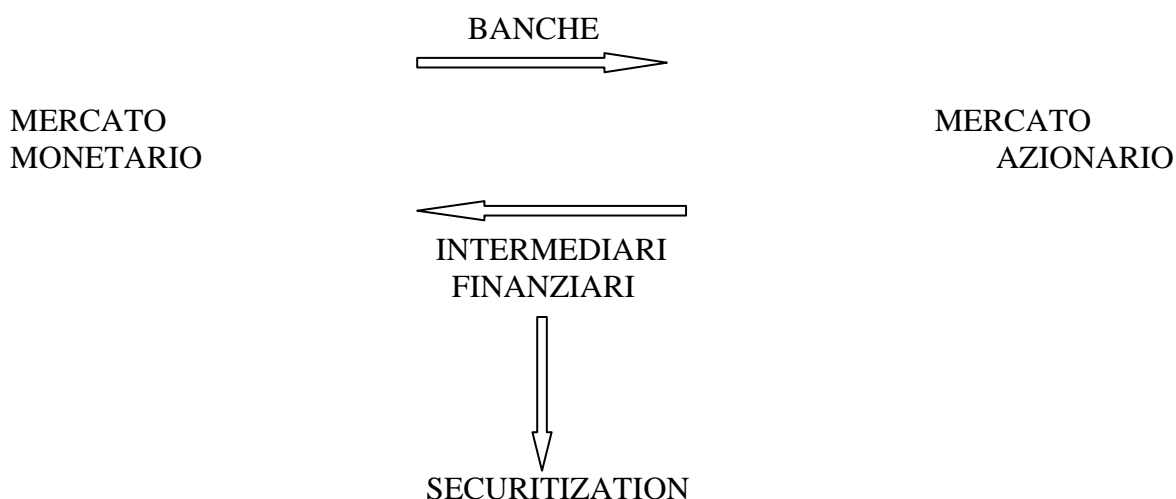 BANCHE
MERCATO
MONETARIO
MERCATO
AZIONARIO
INTERMEDIARI
FINANZIARI
SECURITIZATION